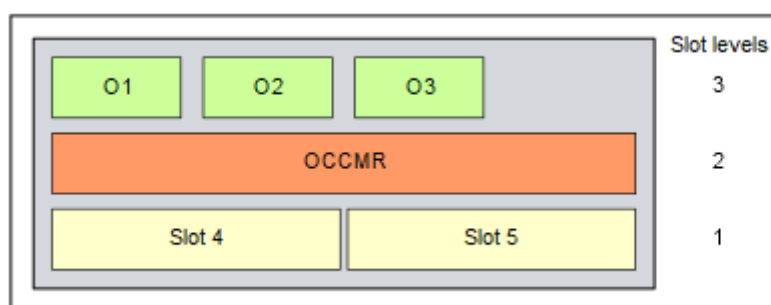 Slot levels
O1 O2 O3 3
OCCMR 2
Slot 4 Slot 5 1